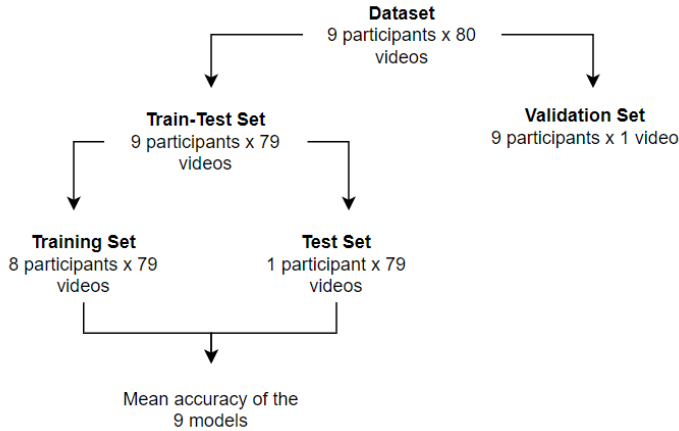 Dataset
9 participants x 80
videos
Train-Test Set
9 participants x 79
videos
Validation Set
9 participants x 1 video
Training Set
8 participants x 79
videos
Test Set
1 participant x 79
videos
Mean accuracy of the
9 models